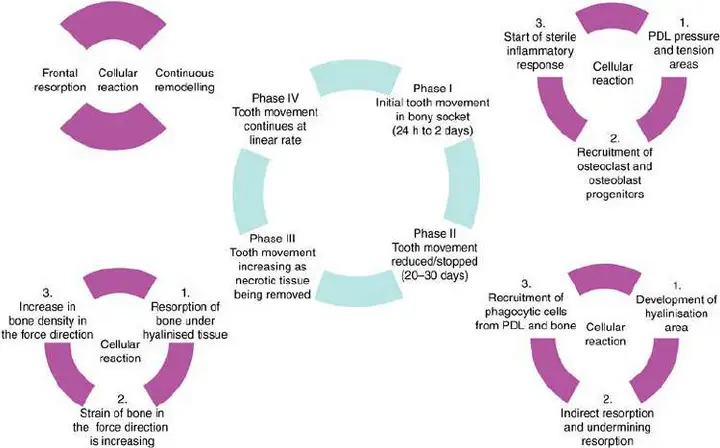 Frontal
resorption
Cellular
reaction
Continuous
remodelling
Phase IV
Tooth movement
continues at
linear rate
Phase I
Initial tooth movement
in bony socket
(24 h to 2 days)
Phase III
Tooth movement
increasing as
necrotic tissue
being removed
Phase II
Tooth movement
reduced/stopped
(20–30 days)
3.
Start of sterile
inflammatory
response
Cellular
reaction
1.
PDL pressure
and tension
areas
2.
Recruitment of
osteoclast and
osteoblast
progenitors
3.
Increase in
bone density in
the force direction
Cellular
reaction
1.
Resorption of
bone under
hyalinised tissue
2.
Strain of bone in
the force direction
is increasing
3.
Recruitment of
phagocytic cells
from PDL and bone
Cellular
reaction
1.
Development of
hyalinisation
area
2.
Indirect resorption
and undermining
resorption